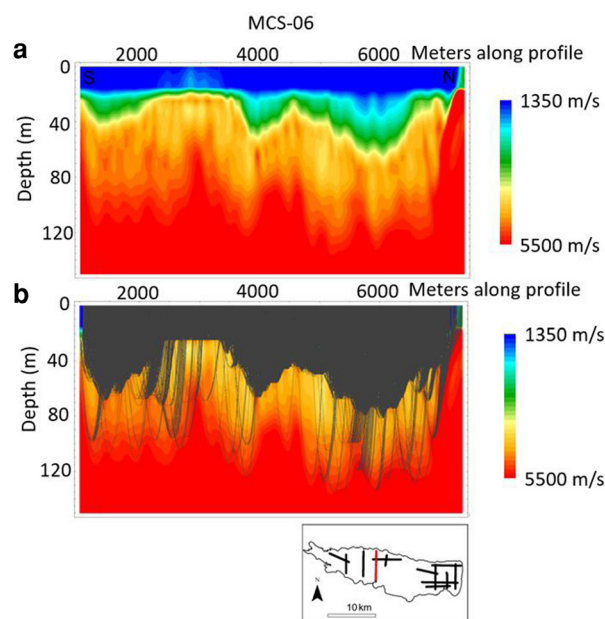 MCS-06
a
2000 4000 6000 Meters along profile
0
S N
40
80
120
Depth (m)
1350 m/s
5500 m/s
b
2000 4000 6000 Meters along profile
0
40
80
120
Depth (m)
1350 m/s
5500 m/s
N
10 km